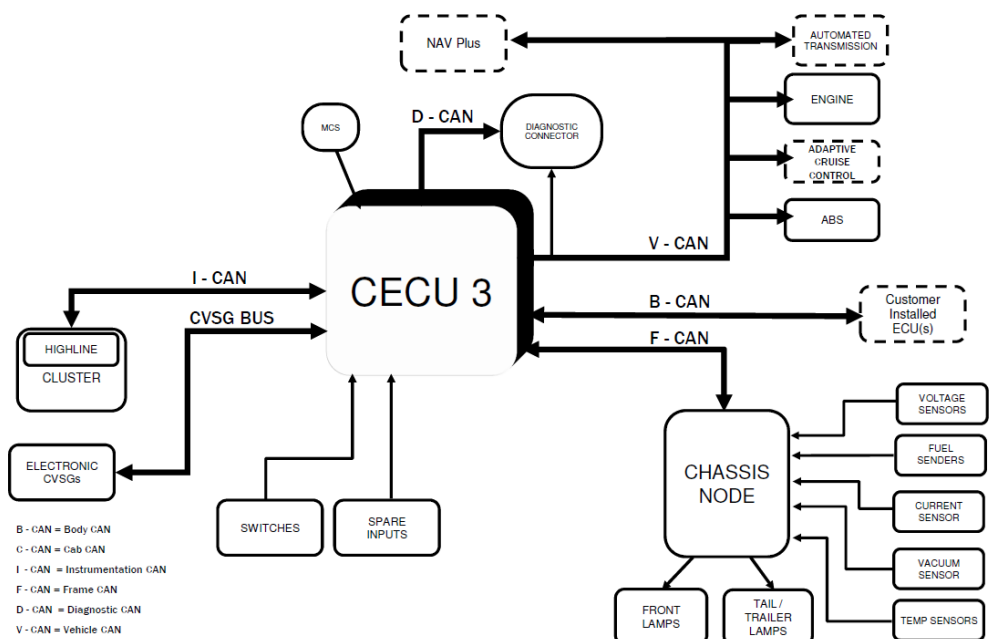 NAV Plus
AUTOMATED
TRANSMISSION
ENGINE
ADAPTIVE
CRUISE
CONTROL
ABS
MCS
D - CAN
DIAGNOSTIC
CONNECTOR
V - CAN
I - CAN
CECU 3
CVSG BUS
B - CAN
Customer
Installed
ECU(s)
F - CAN
HIGHLINE
CLUSTER
ELECTRONIC
CVSGs
SWITCHES
SPARE
INPUTS
CHASSIS
NODE
VOLTAGE
SENSORS
FUEL
SENDERS
CURRENT
SENSOR
VACUUM
SENSOR
TEMP SENSORS
FRONT
LAMPS
TAIL /
TRAILER
LAMPS
B - CAN = Body CAN
C - CAN = Cab CAN
I - CAN = Instrumentation CAN
F - CAN = Frame CAN
D - CAN = Diagnostic CAN
V - CAN = Vehicle CAN